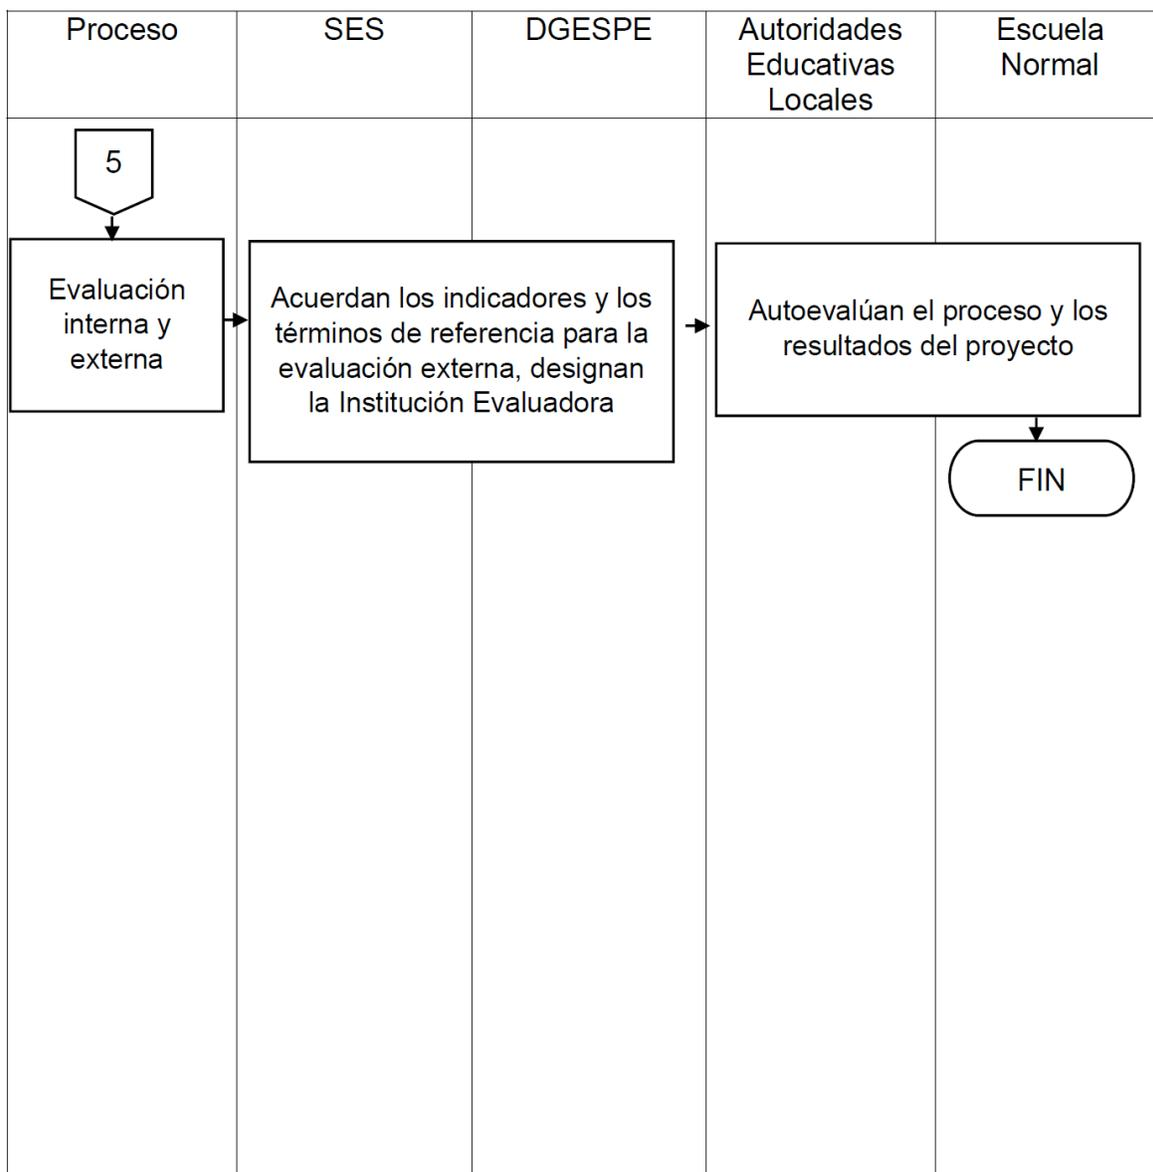 Proceso
SES
DGESPE
Autoridades
Educativas
Locales
Escuela
Normal
5
Evaluación
interna y
externa
Acuerdan los indicadores y los
términos de referencia para la
evaluación externa, designan
la Institución Evaluadora
Autoevalúan el proceso y los
resultados del proyecto
FIN